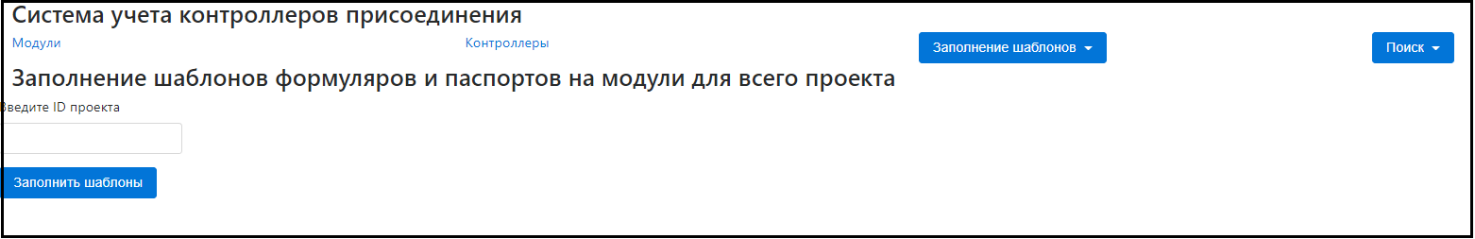 Система учета контроллеров присоединения
Модули Контроллеры Заполнение шаблонов Поиск
Заполнение шаблонов формуляров и паспортов на модули для всего проекта
Введите ID проекта
Заполнить шаблоны